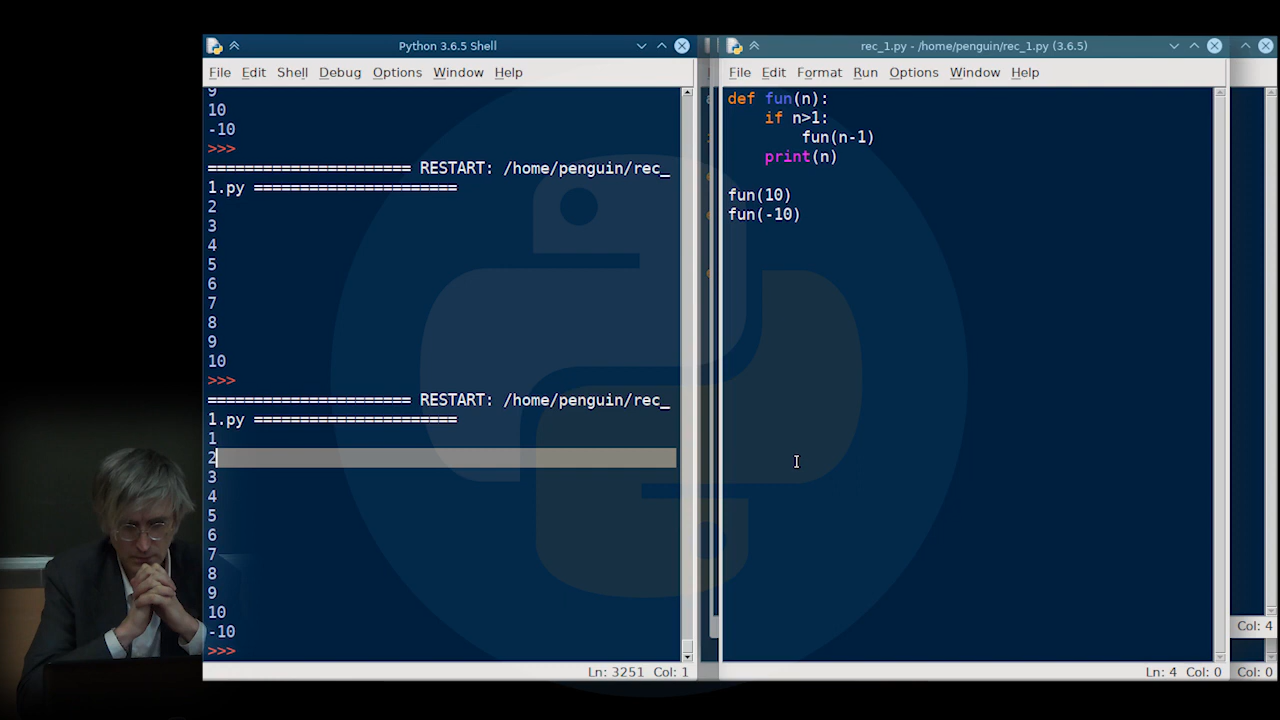 Python 3.6.5 Shell
File Edit Shell Debug Options Window Help
9
10
-10
>>>
====================== RESTART: /home/penguin/rec_
1.py ======================
2
3
4
5
6
7
8
9
10
>>>
====================== RESTART: /home/penguin/rec_
1.py ======================
1
2
3
4
5
6
7
8
9
10
-10
>>>
Ln: 3251 Col: 1
rec_1.py - /home/penguin/rec_1.py (3.6.5)
File Edit Format Run Options Window Help
def fun(n):
    if n>1:
        fun(n-1)
    print(n)
fun(10)
fun(-10)
Ln: 4 Col: 0
Col: 4
Col: 0